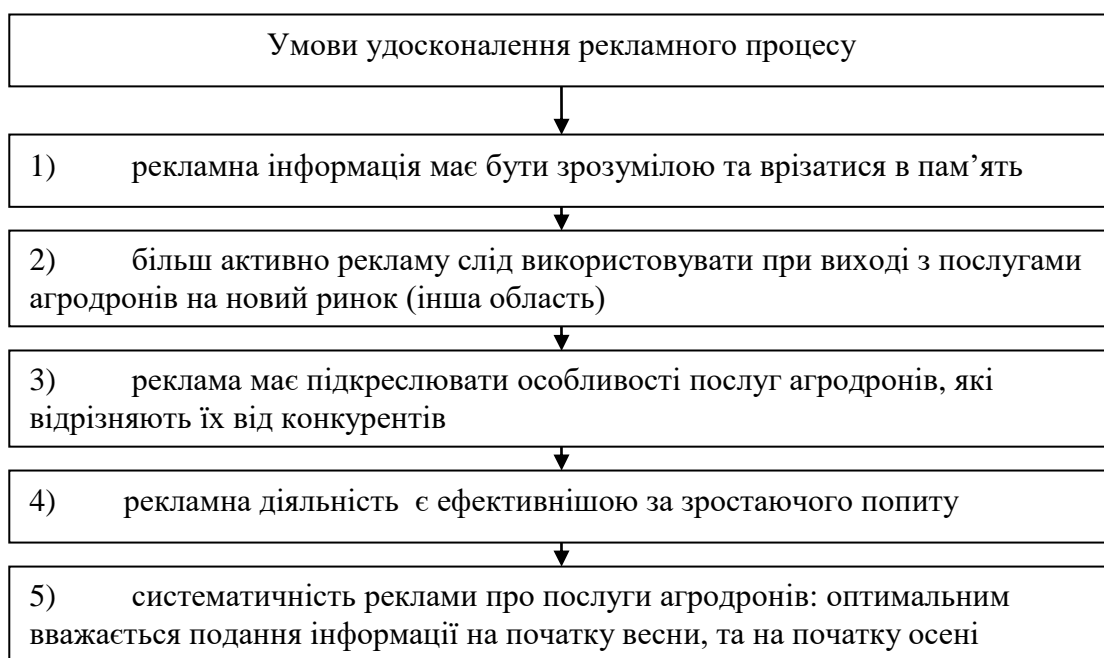 Умови удосконалення рекламного процесу
1) рекламна інформація має бути зрозумілою та врізатися в пам’ять
2) більш активно рекламу слід використовувати при виході з послугами
агродронів на новий ринок (інша область)
3) реклама має підкреслювати особливості послуг агродронів, які
відрізняють їх від конкурентів
4) рекламна діяльність є ефективнішою за зростаючого попиту
5) систематичність реклами про послуги агродронів: оптимальним
вважається подання інформації на початку весни, та на початку осені